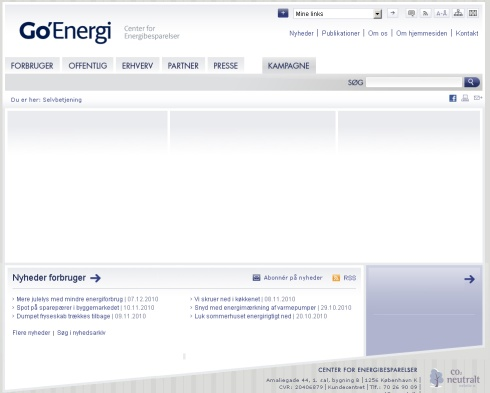 Mine links
Go'Energi
Center for
Energibesparelser
Nyheder | Publikationer | Om os | Om hjemmesiden | Kontakt
FORBRUGER OFFENTLIG ERHVERV PARTNER PRESSE KAMPAGNE
SØG
Du er her: Selvbetjening
Nyheder forbruger
Abonnér på nyheder RSS
Mere julelys med mindre energiforbrug | 07.12.2010
Spot på sparepærer i byggemarkedet | 10.11.2010
Dumpet fryseskab trækkes tilbage | 09.11.2010
Vi skruer ned i køkkenet | 08.11.2010
Snyd med energimærkning af varmepumper | 29.10.2010
Luk sommerhuset energirigtigt ned | 20.10.2010
Flere nyheder | Søg i nyhedsarkiv
CENTER FOR ENERGIBESPARELSER
Amaliegade 44, 1. sal, bygning B | 1256 København K
CVR.: 20406879 | Kundecentret | Tlf.: 70 26 90 09
CO2
neutralt